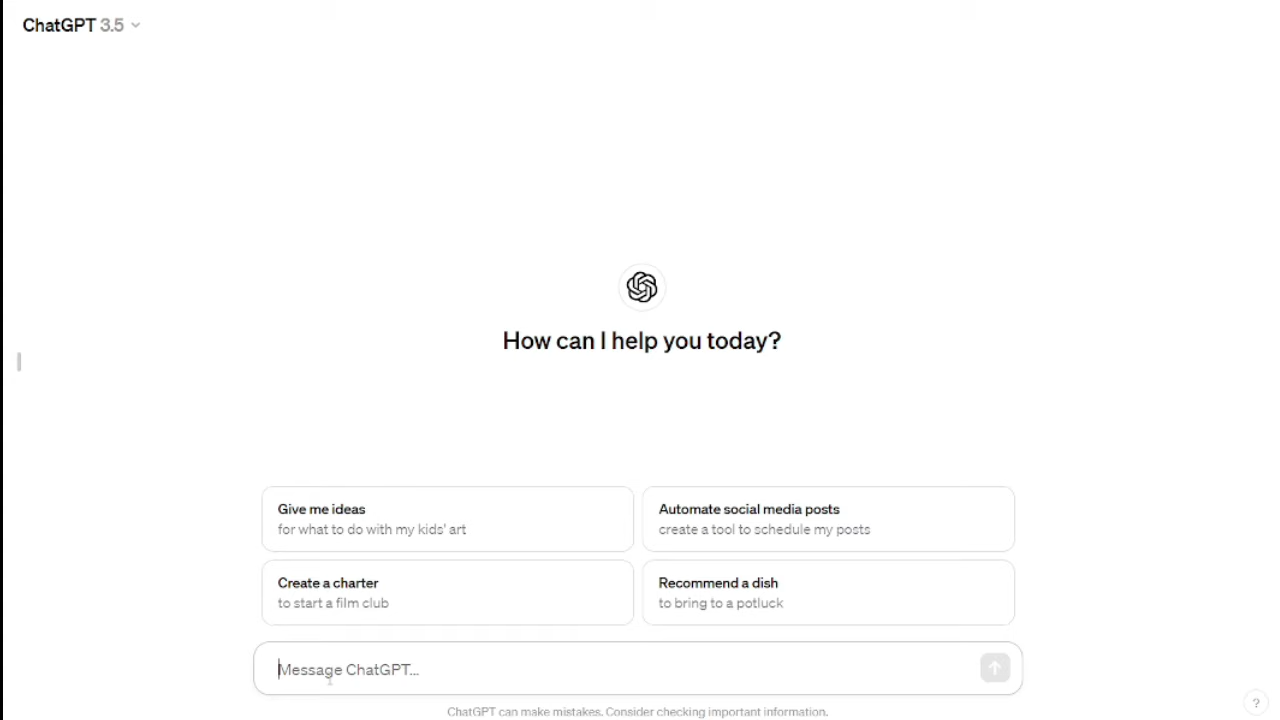 ChatGPT 3.5
How can I help you today?
Give me ideas
for what to do with my kids' art
Automate social media posts
create a tool to schedule my posts
Create a charter
to start a film club
Recommend a dish
to bring to a potluck
Message ChatGPT...
ChatGPT can make mistakes. Consider checking important information.
?